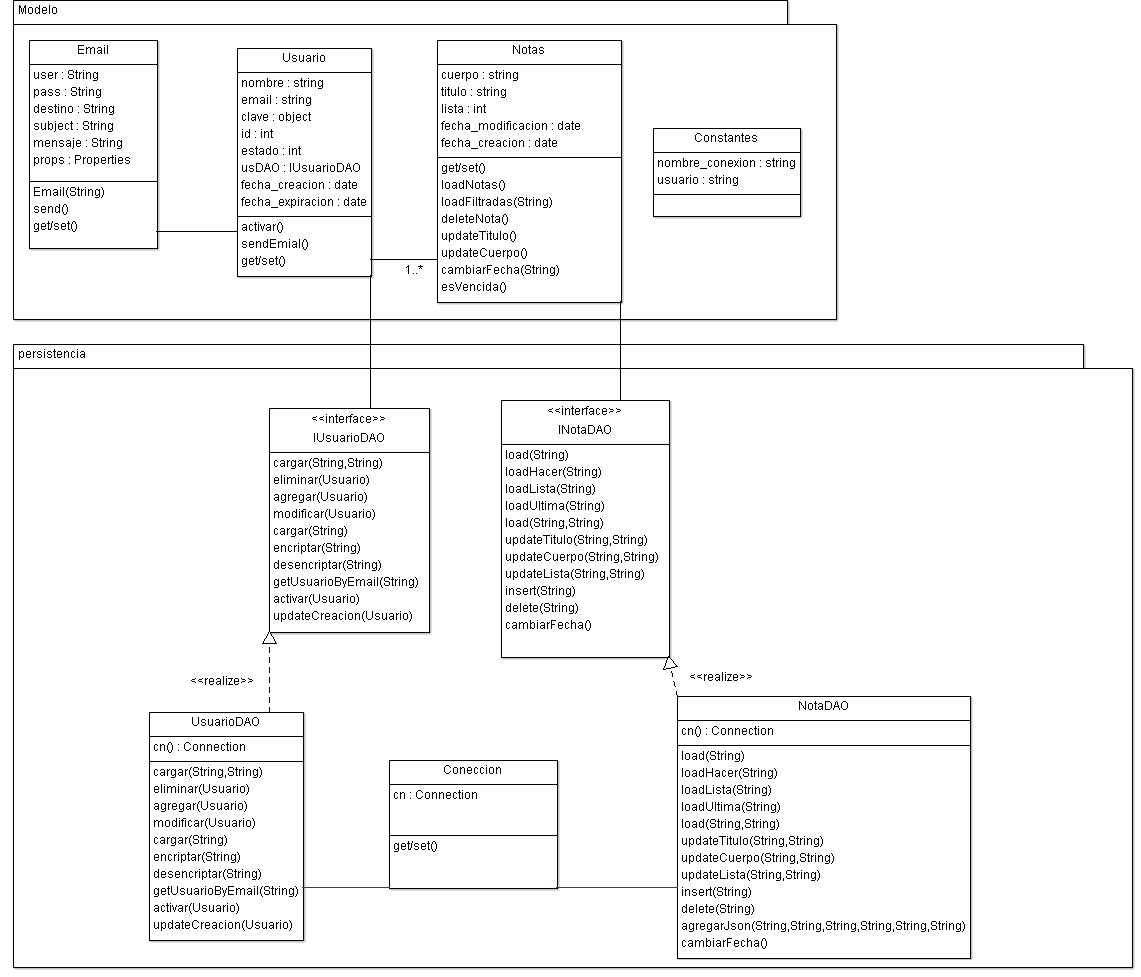 Modelo
Email
user : String
pass : String
destino : String
subject : String
mensaje : String
props : Properties
Email(String)
send()
get/set()
Usuario
nombre : string
email : string
clave : object
id : int
estado : int
usDAO : IUsuarioDAO
fecha_creacion : date
fecha_expiracion : date
activar()
sendEmial()
get/set()
1..*
Notas
cuerpo : string
titulo : string
lista : int
fecha_modificacion : date
fecha_creacion : date
get/set()
loadNotas()
loadFiltradas(String)
deleteNota()
updateTitulo()
updateCuerpo()
cambiarFecha(String)
esVencida()
Constantes
nombre_conexion : string
usuario : string
persistencia
<<interface>>
IUsuarioDAO
cargar(String,String)
eliminar(Usuario)
agregar(Usuario)
modificar(Usuario)
cargar(String)
encriptar(String)
desencriptar(String)
getUsuarioByEmail(String)
activar(Usuario)
updateCreacion(Usuario)
<<interface>>
INotaDAO
load(String)
loadHacer(String)
loadLista(String)
loadUltima(String)
load(String,String)
updateTitulo(String,String)
updateCuerpo(String,String)
updateLista(String,String)
insert(String)
delete(String)
cambiarFecha()
<<realize>>
<<realize>>
UsuarioDAO
cn() : Connection
cargar(String,String)
eliminar(Usuario)
agregar(Usuario)
modificar(Usuario)
cargar(String)
encriptar(String)
desencriptar(String)
getUsuarioByEmail(String)
activar(Usuario)
updateCreacion(Usuario)
Coneccion
cn : Connection
get/set()
NotaDAO
cn() : Connection
load(String)
loadHacer(String)
loadLista(String)
loadUltima(String)
load(String,String)
updateTitulo(String,String)
updateCuerpo(String,String)
updateLista(String,String)
insert(String)
delete(String)
agregarJson(String,String,String,String,String,String)
cambiarFecha()